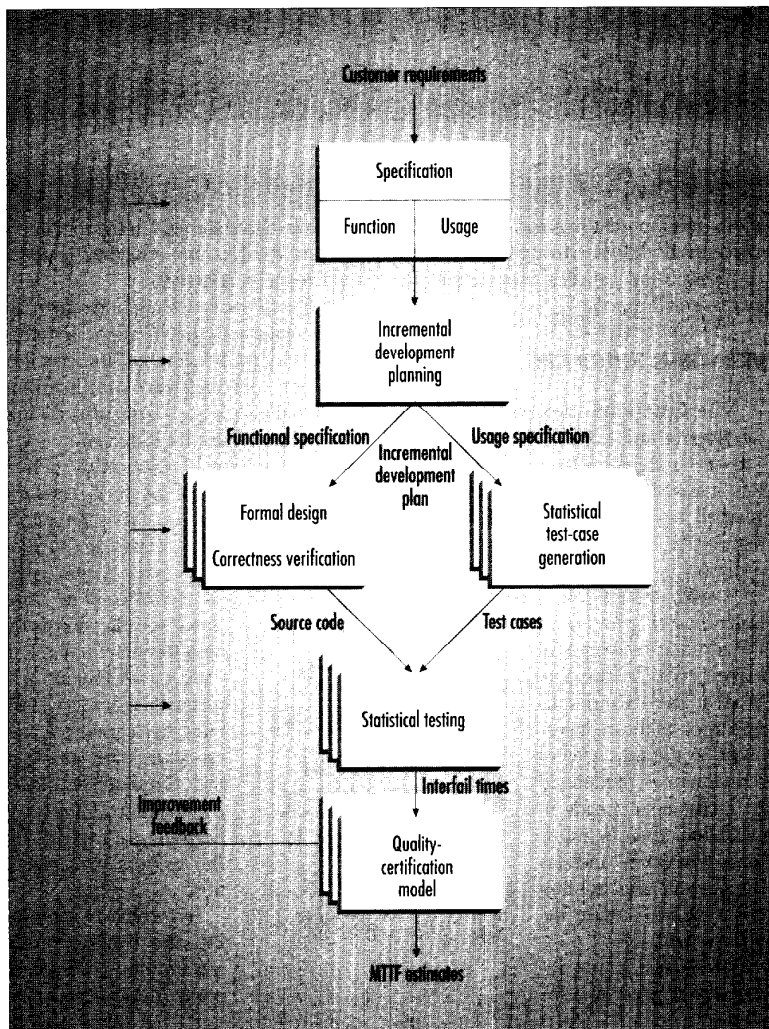 Customer requirements
Specification
Function
Usage
Incremental
development
planning
Functional specification
Usage specification
Incremental
development
plan
Formal design
Correctness verification
Statistical
test-case
generation
Source code
Test cases
Statistical testing
Interfail times
Improvement
feedback
Quality-
certification
model
MTTF estimates